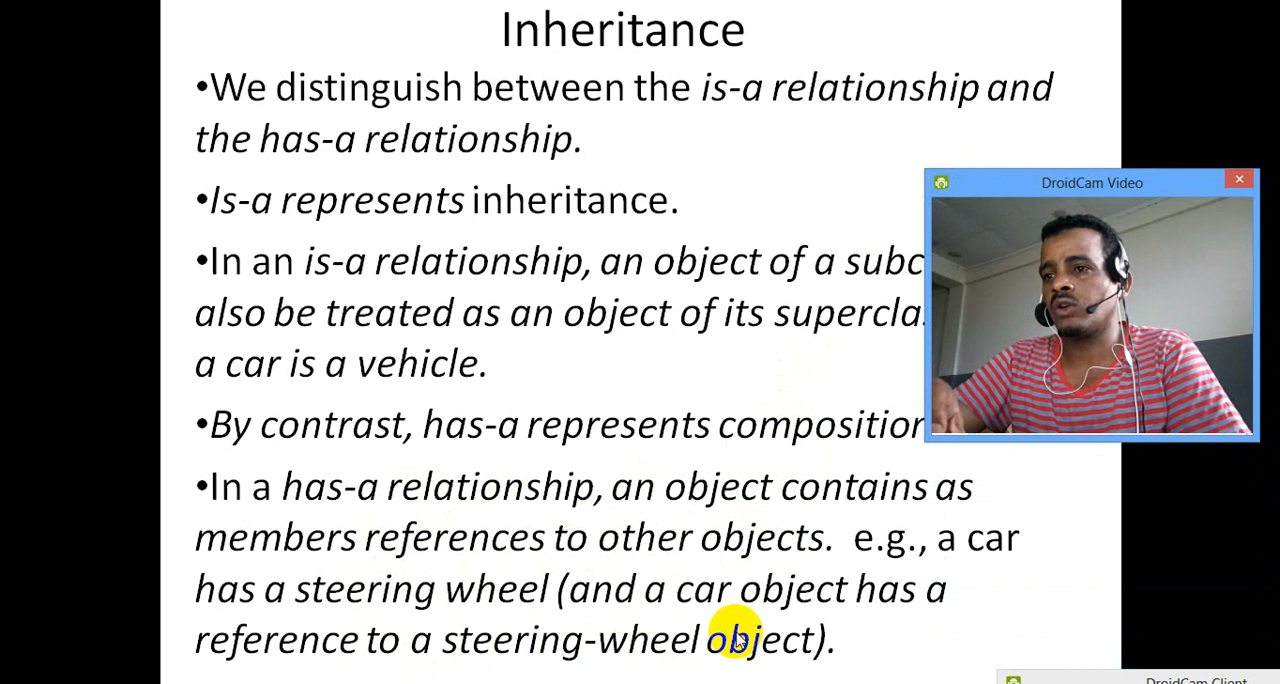 Inheritance
•We distinguish between the is-a relationship and
the has-a relationship.
•Is-a represents inheritance.
•In an is-a relationship, an object of a subc
also be treated as an object of its supercla
a car is a vehicle.
•By contrast, has-a represents composition
•In a has-a relationship, an object contains as
members references to other objects. e.g., a car
has a steering wheel (and a car object has a
reference to a steering-wheel object).
DroidCam Video
DroidCam Client